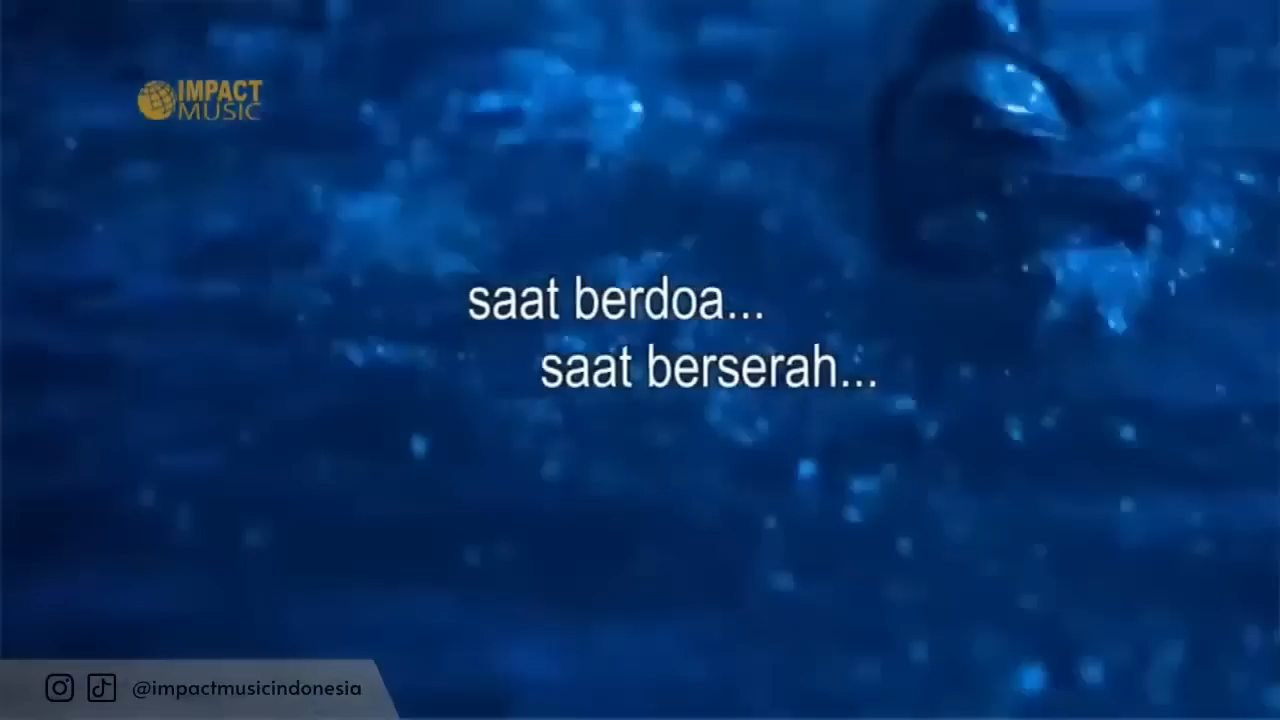 IMPACT
MUSIC
saat berdoa...
saat berserah...
@impactmusicindonesia